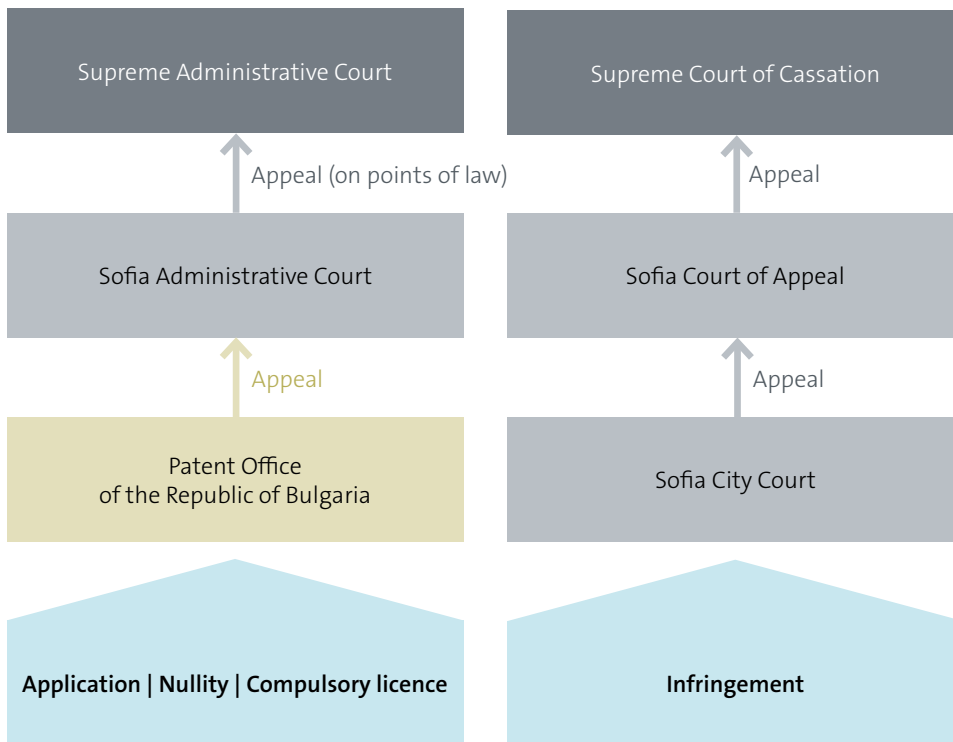 Supreme Administrative Court
Supreme Court of Cassation
Appeal (on points of law)
Appeal
Sofia Administrative Court
Sofia Court of Appeal
Appeal
Appeal
Patent Office
of the Republic of Bulgaria
Sofia City Court
Application | Nullity | Compulsory licence
Infringement